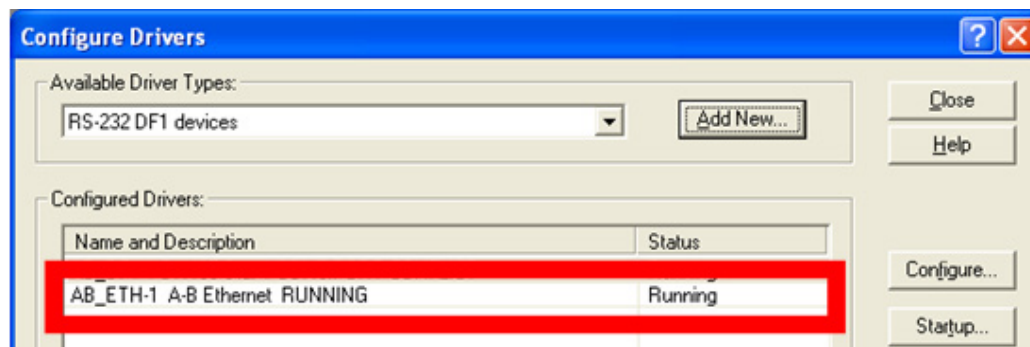 Configure Drivers
Available Driver Types:
RS-232 DF1 devices
Add New...
Close
Help
Configured Drivers:
Name and Description Status
AB_ETH-1 A-B Ethernet RUNNING Running
Configure...
Startup...